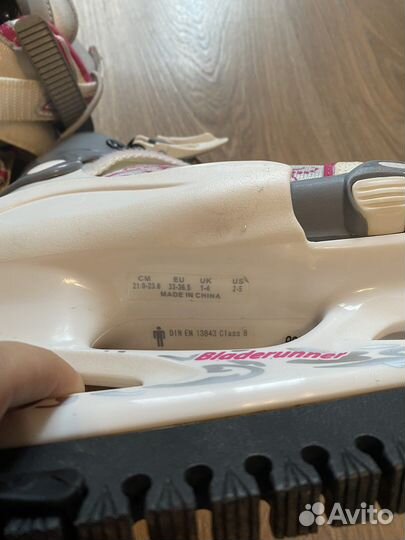 CM EU UK US
21.0-23.6 33-36.5 1-4 2-5
MADE IN CHINA
DIN EN 13843 Class B
Bladerunner
Avito